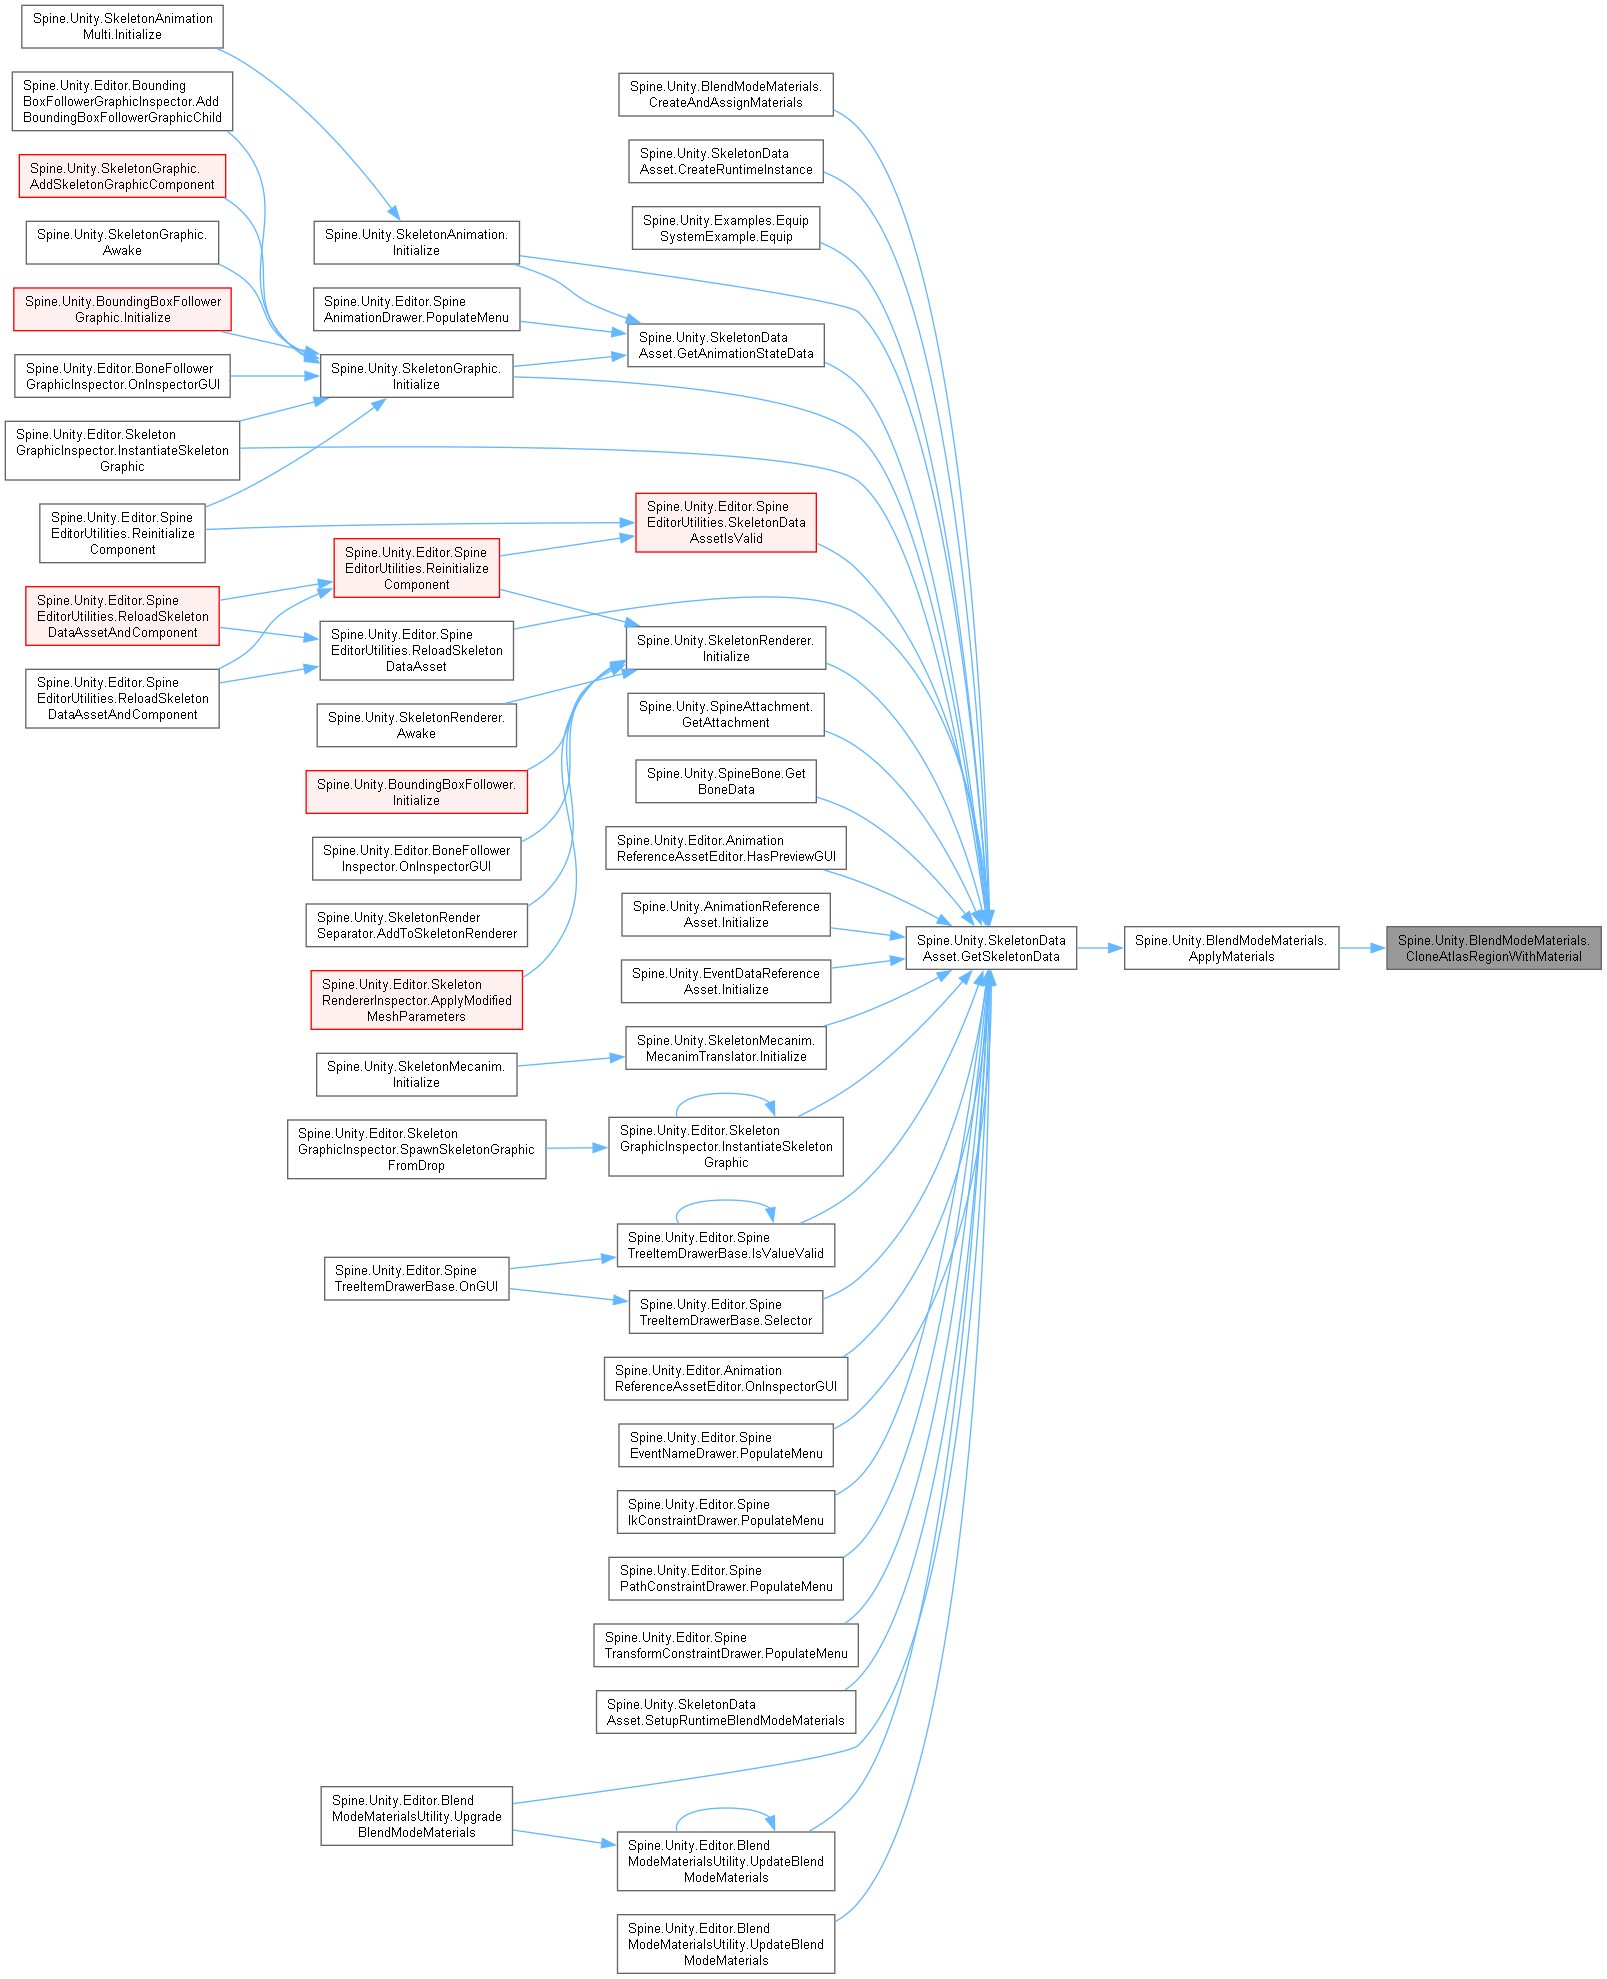 Spine.Unity.SkeletonAnimation
Multi.Initialize
Spine.Unity.Editor.Bounding
BoxFollowerGraphicInspector.Add
BoundingBoxFollowerGraphicChild
Spine.Unity.SkeletonGraphic.
AddSkeletonGraphicComponent
Spine.Unity.SkeletonGraphic.
Awake
Spine.Unity.BoundingBoxFollower
Graphic.Initialize
Spine.Unity.Editor.BoneFollower
GraphicInspector.OnInspectorGUI
Spine.Unity.Editor.Skeleton
GraphicInspector.InstantiateSkeleton
Graphic
Spine.Unity.Editor.Spine
EditorUtilities.Reinitialize
Component
Spine.Unity.Editor.Spine
EditorUtilities.ReloadSkeleton
DataAssetAndComponent
Spine.Unity.Editor.Spine
EditorUtilities.ReloadSkeleton
DataAssetAndComponent
Spine.Unity.SkeletonAnimation.
Initialize
Spine.Unity.Editor.Spine
AnimationDrawer.PopulateMenu
Spine.Unity.SkeletonGraphic.
Initialize
Spine.Unity.Editor.Spine
EditorUtilities.Reinitialize
Component
Spine.Unity.Editor.Spine
EditorUtilities.ReloadSkeleton
DataAsset
Spine.Unity.SkeletonRenderer.
Awake
Spine.Unity.BoundingBoxFollower.
Initialize
Spine.Unity.Editor.BoneFollower
Inspector.OnInspectorGUI
Spine.Unity.SkeletonRender
Separator.AddToSkeletonRenderer
Spine.Unity.Editor.Skeleton
RendererInspector.ApplyModified
MeshParameters
Spine.Unity.SkeletonMecanim.
Initialize
Spine.Unity.Editor.Skeleton
GraphicInspector.SpawnSkeletonGraphic
FromDrop
Spine.Unity.Editor.Spine
TreeItemDrawerBase.OnGUI
Spine.Unity.Editor.Blend
ModeMaterialsUtility.Upgrade
BlendModeMaterials
Spine.Unity.BlendModeMaterials.
CreateAndAssignMaterials
Spine.Unity.SkeletonData
Asset.CreateRuntimeInstance
Spine.Unity.Examples.Equip
SystemExample.Equip
Spine.Unity.SkeletonData
Asset.GetAnimationStateData
Spine.Unity.Editor.Spine
EditorUtilities.SkeletonData
AssetIsValid
Spine.Unity.SkeletonRenderer.
Initialize
Spine.Unity.SpineAttachment.
GetAttachment
Spine.Unity.SpineBone.Get
BoneData
Spine.Unity.Editor.Animation
ReferenceAssetEditor.HasPreviewGUI
Spine.Unity.AnimationReference
Asset.Initialize
Spine.Unity.EventDataReference
Asset.Initialize
Spine.Unity.SkeletonMecanim.
MecanimTranslator.Initialize
Spine.Unity.Editor.Skeleton
GraphicInspector.InstantiateSkeleton
Graphic
Spine.Unity.Editor.Spine
TreeItemDrawerBase.IsValueValid
Spine.Unity.Editor.Spine
TreeItemDrawerBase.Selector
Spine.Unity.Editor.Animation
ReferenceAssetEditor.OnInspectorGUI
Spine.Unity.Editor.Spine
EventNameDrawer.PopulateMenu
Spine.Unity.Editor.Spine
IkConstraintDrawer.PopulateMenu
Spine.Unity.Editor.Spine
PathConstraintDrawer.PopulateMenu
Spine.Unity.Editor.Spine
TransformConstraintDrawer.PopulateMenu
Spine.Unity.SkeletonData
Asset.SetupRuntimeBlendModeMaterials
Spine.Unity.Editor.Blend
ModeMaterialsUtility.UpdateBlend
ModeMaterials
Spine.Unity.Editor.Blend
ModeMaterialsUtility.UpdateBlend
ModeMaterials
Spine.Unity.SkeletonData
Asset.GetSkeletonData
Spine.Unity.BlendModeMaterials.
ApplyMaterials
Spine.Unity.BlendModeMaterials.
CloneAtlasRegionWithMaterial